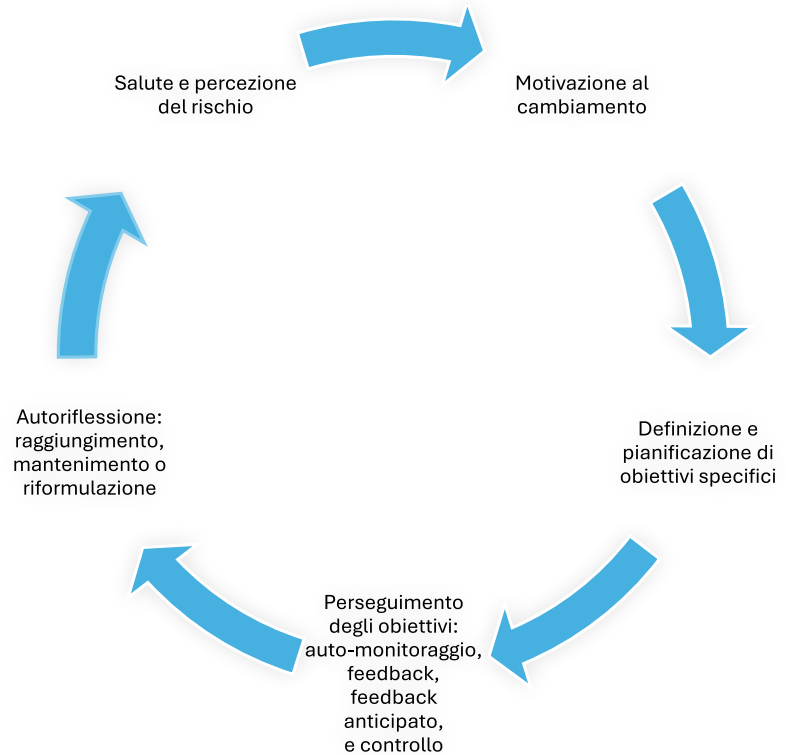 Salute e percezione
del rischio
Motivazione al
cambiamento
Definizione e
pianificazione di
obiettivi specifici
Perseguimento
degli obiettivi:
auto-monitoraggio,
feedback,
feedback
anticipato,
e controllo
Autoriflessione:
raggiungimento,
mantenimento o
riformulazione